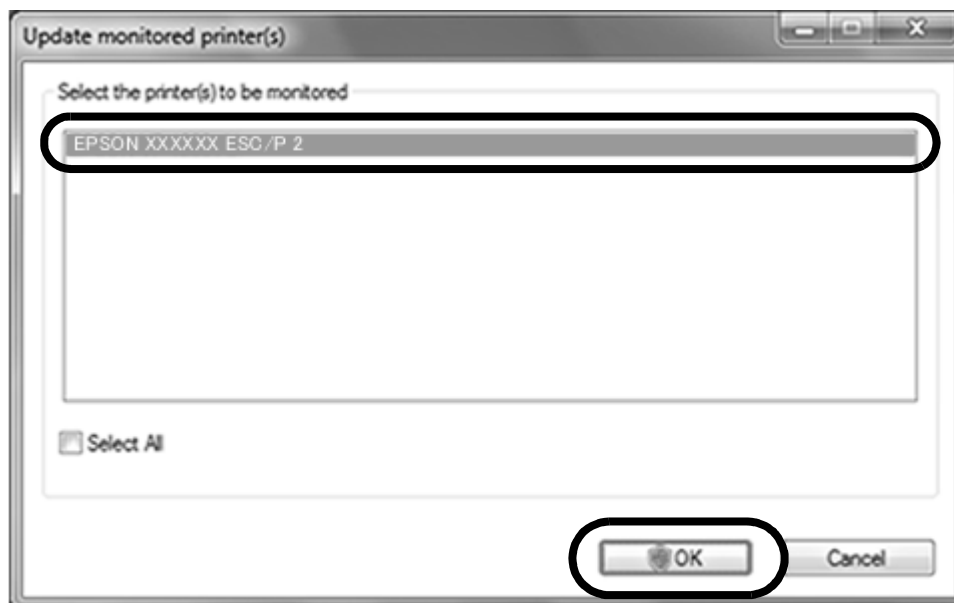 Update monitored printer(s)
Select the printer(s) to be monitored
EPSON XXXXXX ESC/P 2
Select All
OK
Cancel